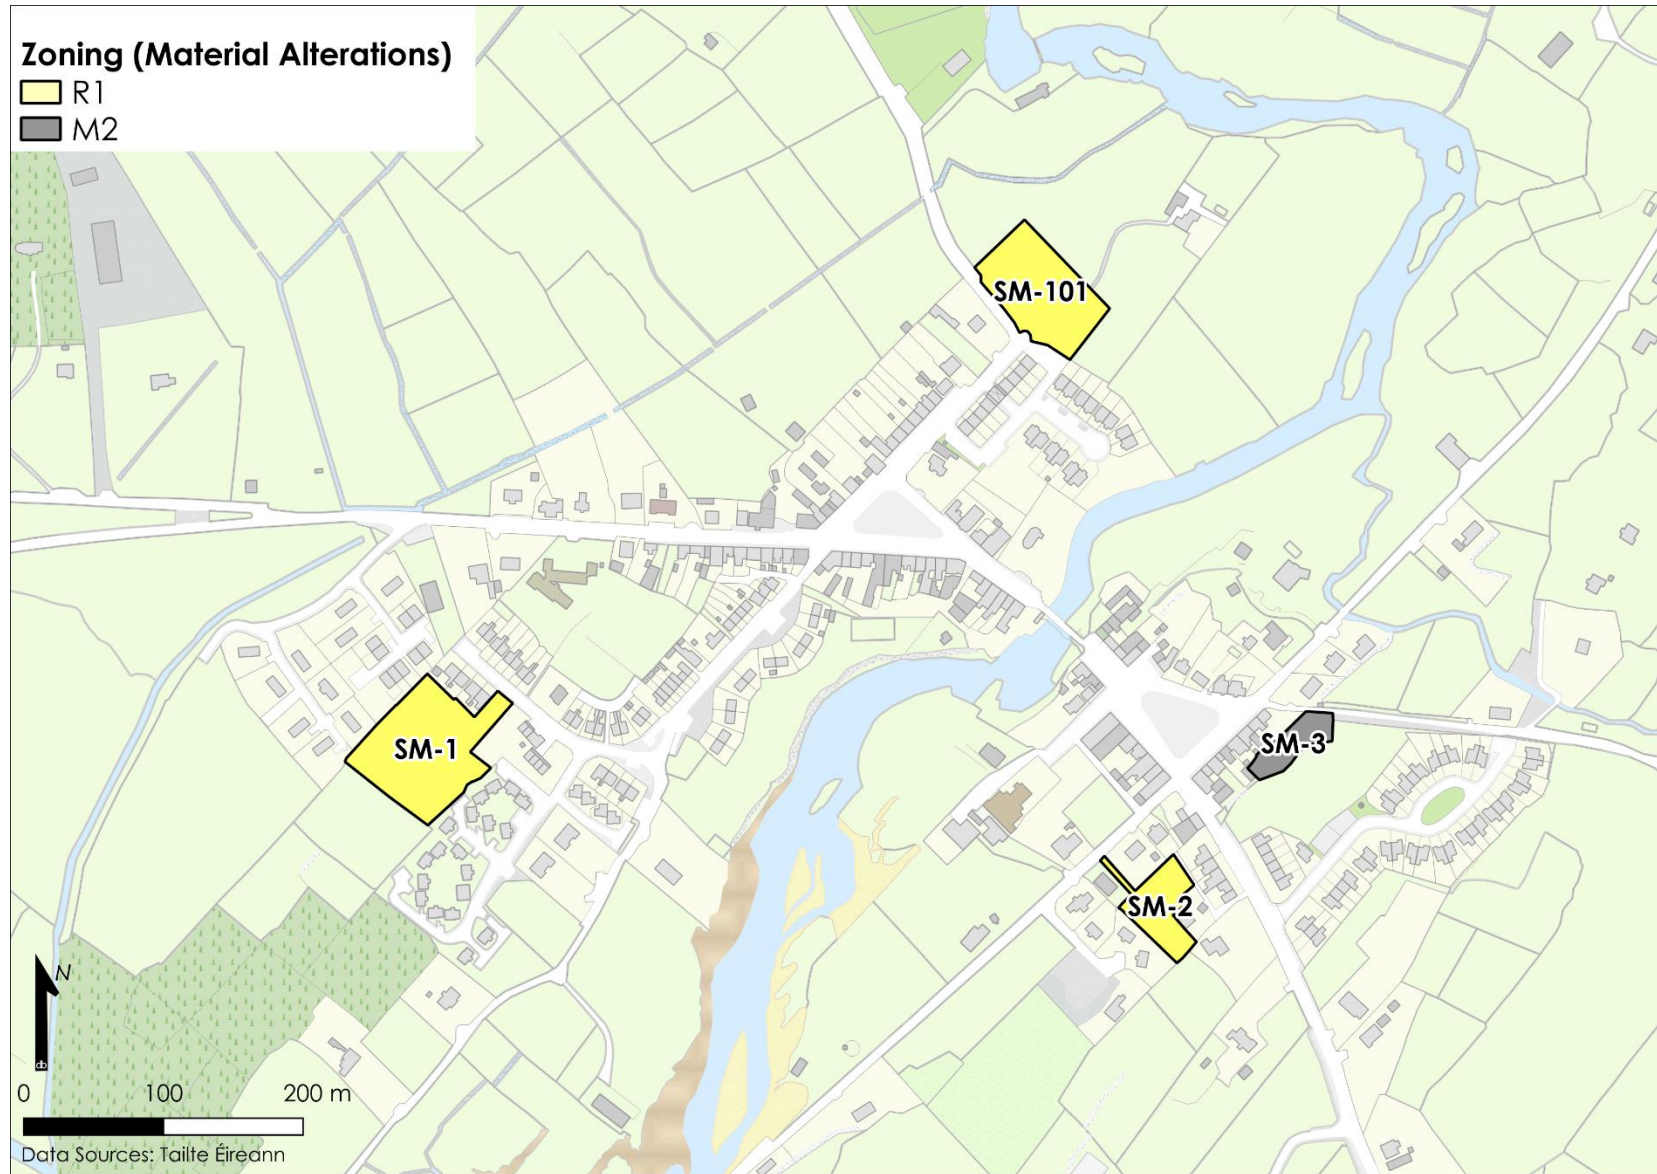 Zoning (Material Alterations)
R1
M2
SM-101
SM-1
SM-3
SM-2
N
0 100 200 m
Data Sources: Tailte Éireann